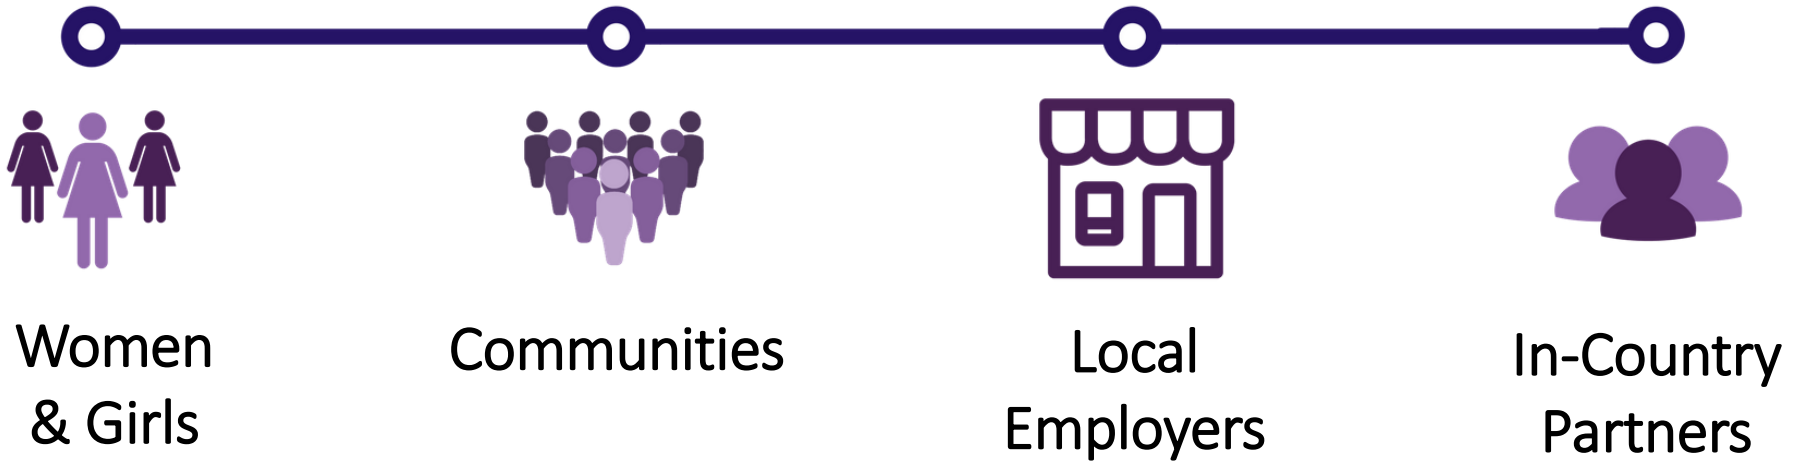 Women
& Girls
Communities
Local
Employers
In-Country
Partners